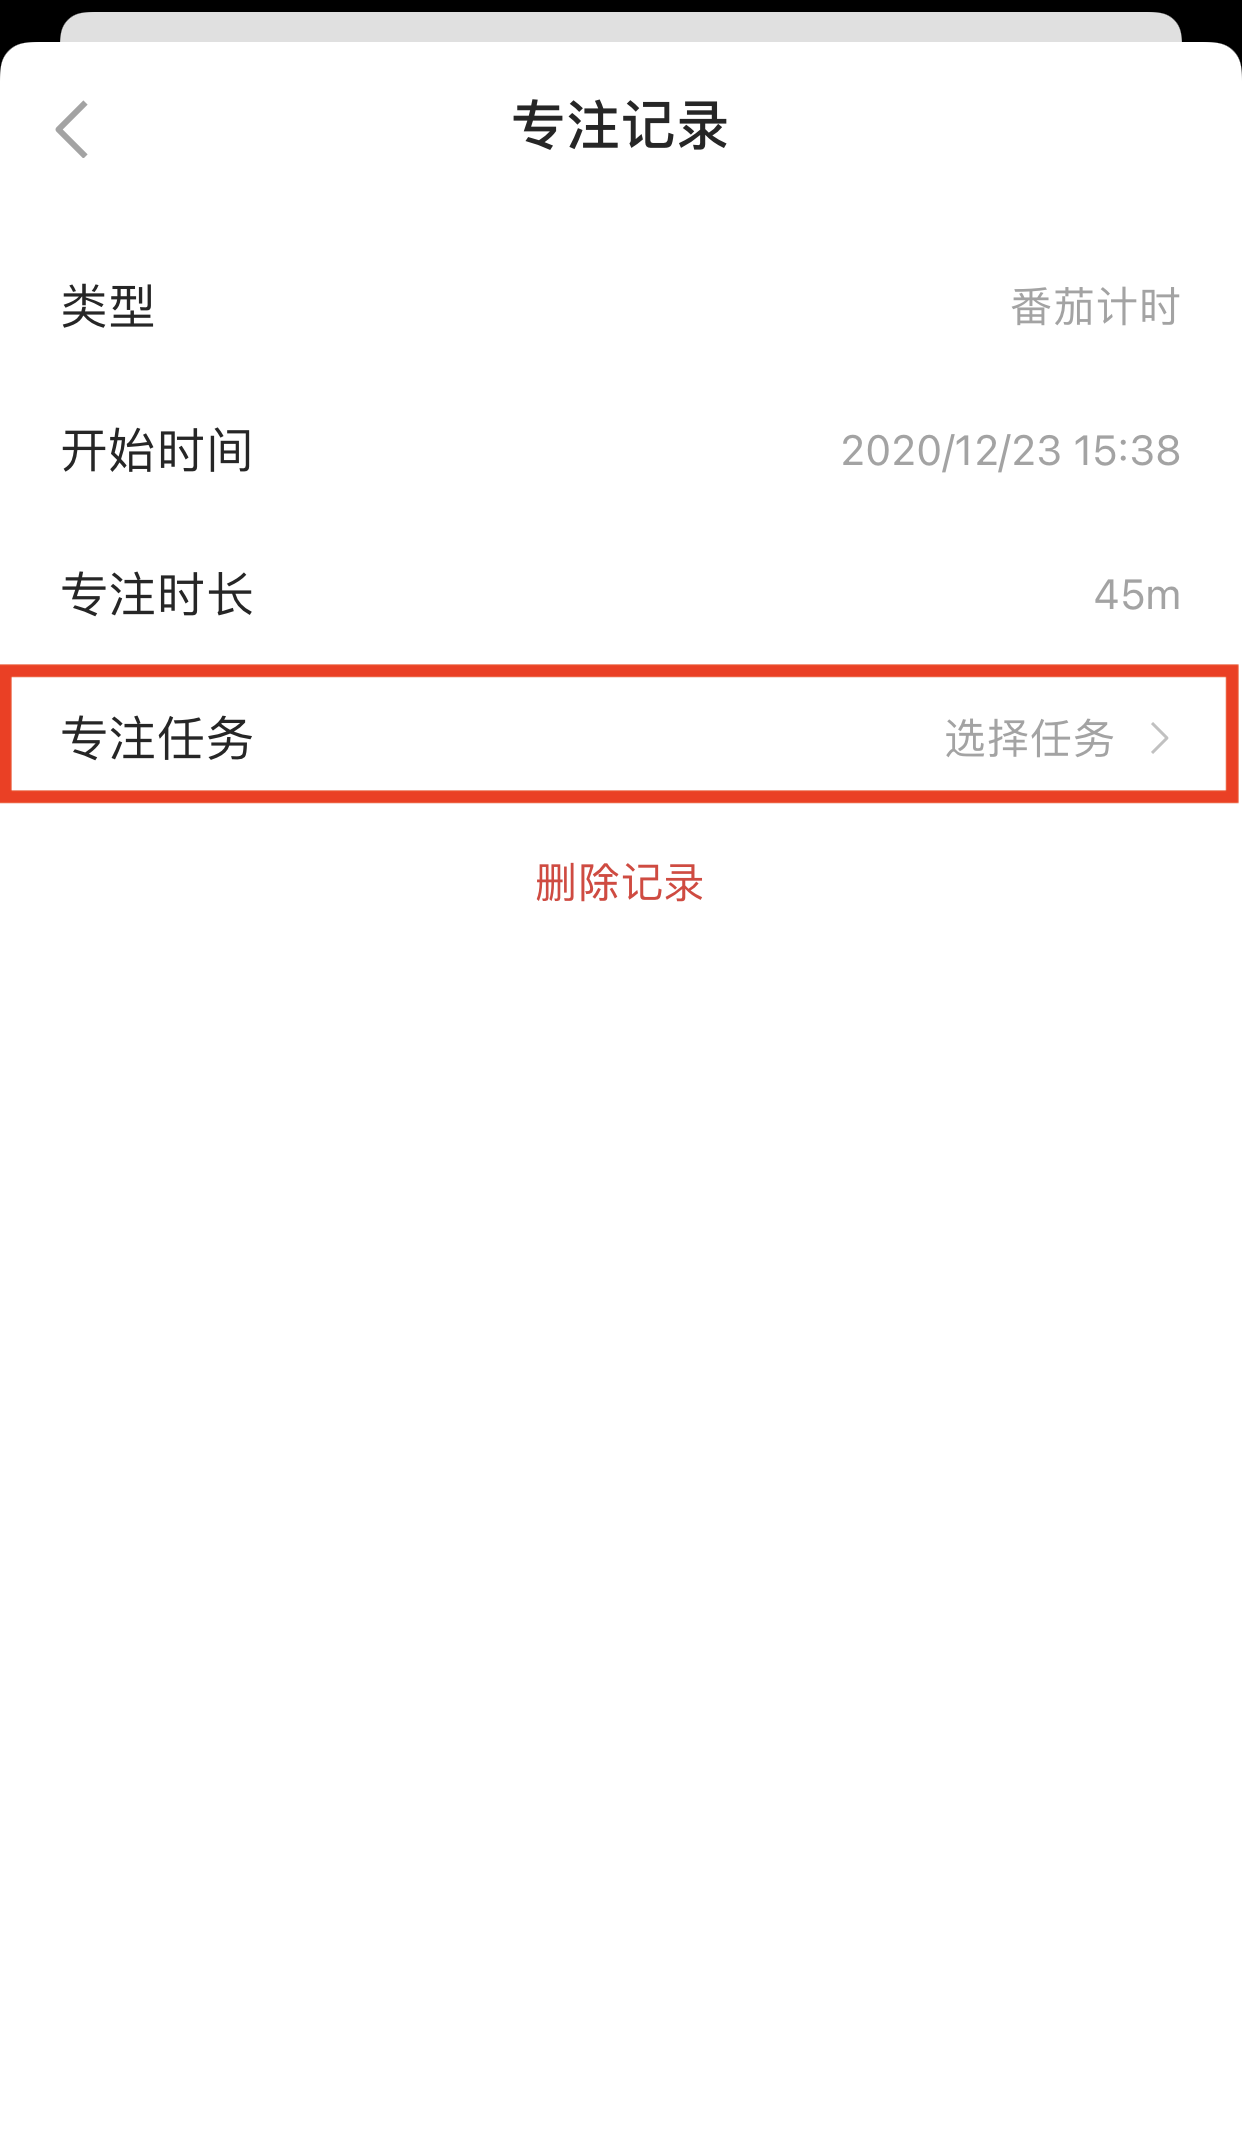 专注记录
类型 番茄计时
开始时间 2020/12/23 15:38
专注时长 45m
专注任务 选择任务
删除记录